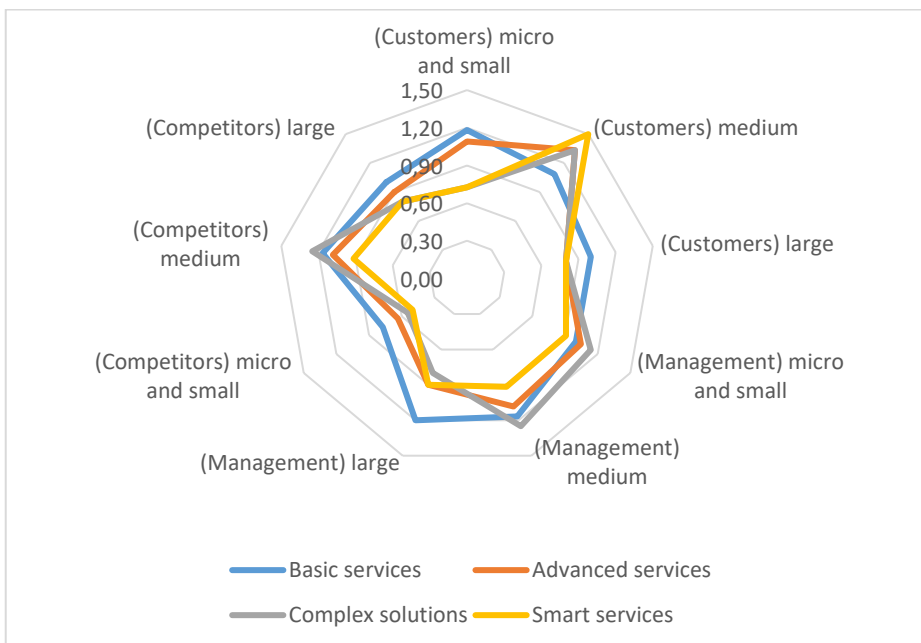 (Customers) micro
and small
1,50
(Competitors) large
1,20
(Customers) medium
0,90
0,60
(Competitors)
medium
0,30
(Customers) large
0,00
(Competitors) micro
and small
(Management) micro
and small
(Management) large
(Management)
medium
Basic services
Advanced services
Complex solutions
Smart services